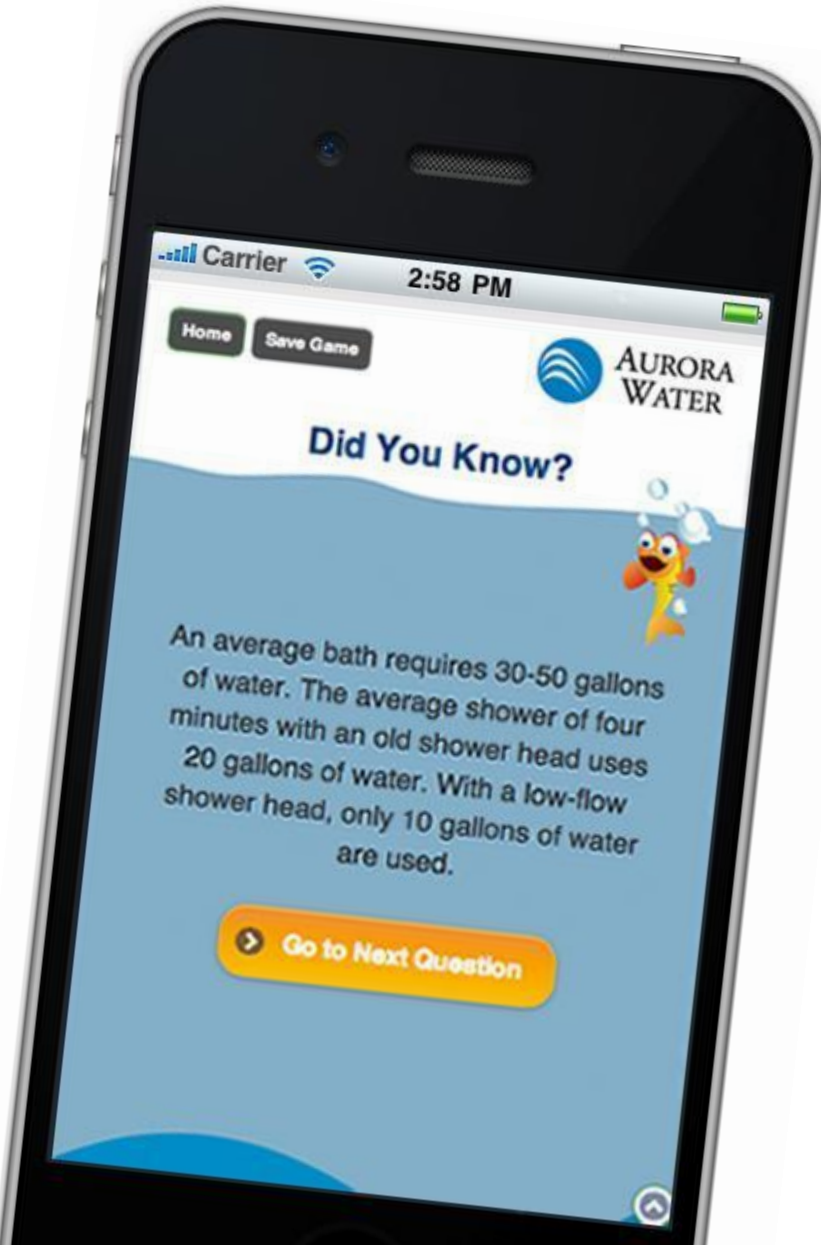 Carrier 2:58 PM
Home Save Game
AURORA
WATER
Did You Know?
An average bath requires 30-50 gallons
of water. The average shower of four
minutes with an old shower head uses
20 gallons of water. With a low-flow
shower head, only 10 gallons of water
are used.
Go to Next Question